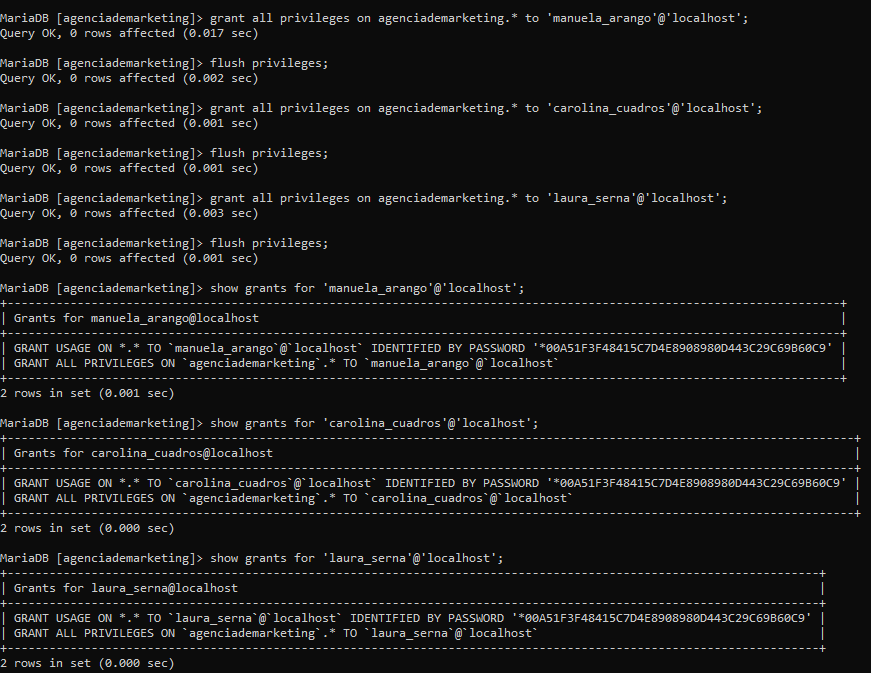 MariaDB [agenciademarketing]> grant all privileges on agenciademarketing.* to 'manuela_arango'@'localhost';
Query OK, 0 rows affected (0.017 sec)
MariaDB [agenciademarketing]> flush privileges;
Query OK, 0 rows affected (0.002 sec)
MariaDB [agenciademarketing]> grant all privileges on agenciademarketing.* to 'carolina_cuadros'@'localhost';
Query OK, 0 rows affected (0.001 sec)
MariaDB [agenciademarketing]> flush privileges;
Query OK, 0 rows affected (0.001 sec)
MariaDB [agenciademarketing]> grant all privileges on agenciademarketing.* to 'laura_serna'@'localhost';
Query OK, 0 rows affected (0.003 sec)
MariaDB [agenciademarketing]> flush privileges;
Query OK, 0 rows affected (0.001 sec)
MariaDB [agenciademarketing]> show grants for 'manuela_arango'@'localhost';
| Grants for manuela_arango@localhost |
| GRANT USAGE ON *.* TO `manuela_arango`@`localhost` IDENTIFIED BY PASSWORD '*00A51F3F48415C7D4E8908980D443C29C69B60C9' |
| GRANT ALL PRIVILEGES ON `agenciademarketing`.* TO `manuela_arango`@`localhost` |
2 rows in set (0.001 sec)
MariaDB [agenciademarketing]> show grants for 'carolina_cuadros'@'localhost';
| Grants for carolina_cuadros@localhost |
| GRANT USAGE ON *.* TO `carolina_cuadros`@`localhost` IDENTIFIED BY PASSWORD '*00A51F3F48415C7D4E8908980D443C29C69B60C9' |
| GRANT ALL PRIVILEGES ON `agenciademarketing`.* TO `carolina_cuadros`@`localhost` |
2 rows in set (0.000 sec)
MariaDB [agenciademarketing]> show grants for 'laura_serna'@'localhost';
| Grants for laura_serna@localhost |
| GRANT USAGE ON *.* TO `laura_serna`@`localhost` IDENTIFIED BY PASSWORD '*00A51F3F48415C7D4E8908980D443C29C69B60C9' |
| GRANT ALL PRIVILEGES ON `agenciademarketing`.* TO `laura_serna`@`localhost` |
2 rows in set (0.000 sec)